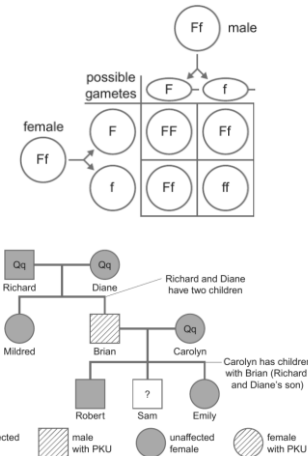 Ff male
possible
gametes F f
female
F FF Ff
Ff
f Ff ff
Qq Qq
Richard Diane
Richard and Diane
have two children
Qq
Mildred Brian Carolyn
Carolyn has children
with Brian (Richard
and Diane's son)
?
Robert Sam Emily
male
with PKU
unaffected
female
female
with PKU